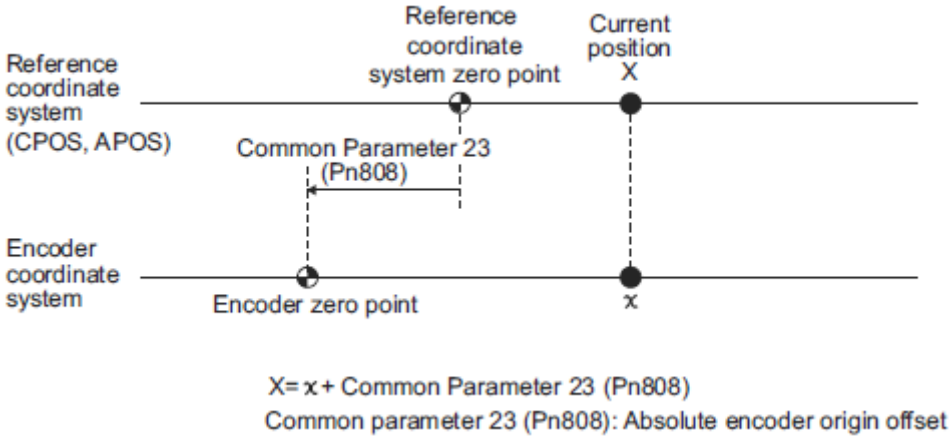 Reference
coordinate
system zero point
Current
position
X
Reference
coordinate
system
(CPOS, APOS)
Common Parameter 23
(Pn808)
Encoder
coordinate
system
Encoder zero point
x
X= x + Common Parameter 23 (Pn808)
Common parameter 23 (Pn808): Absolute encoder origin offset